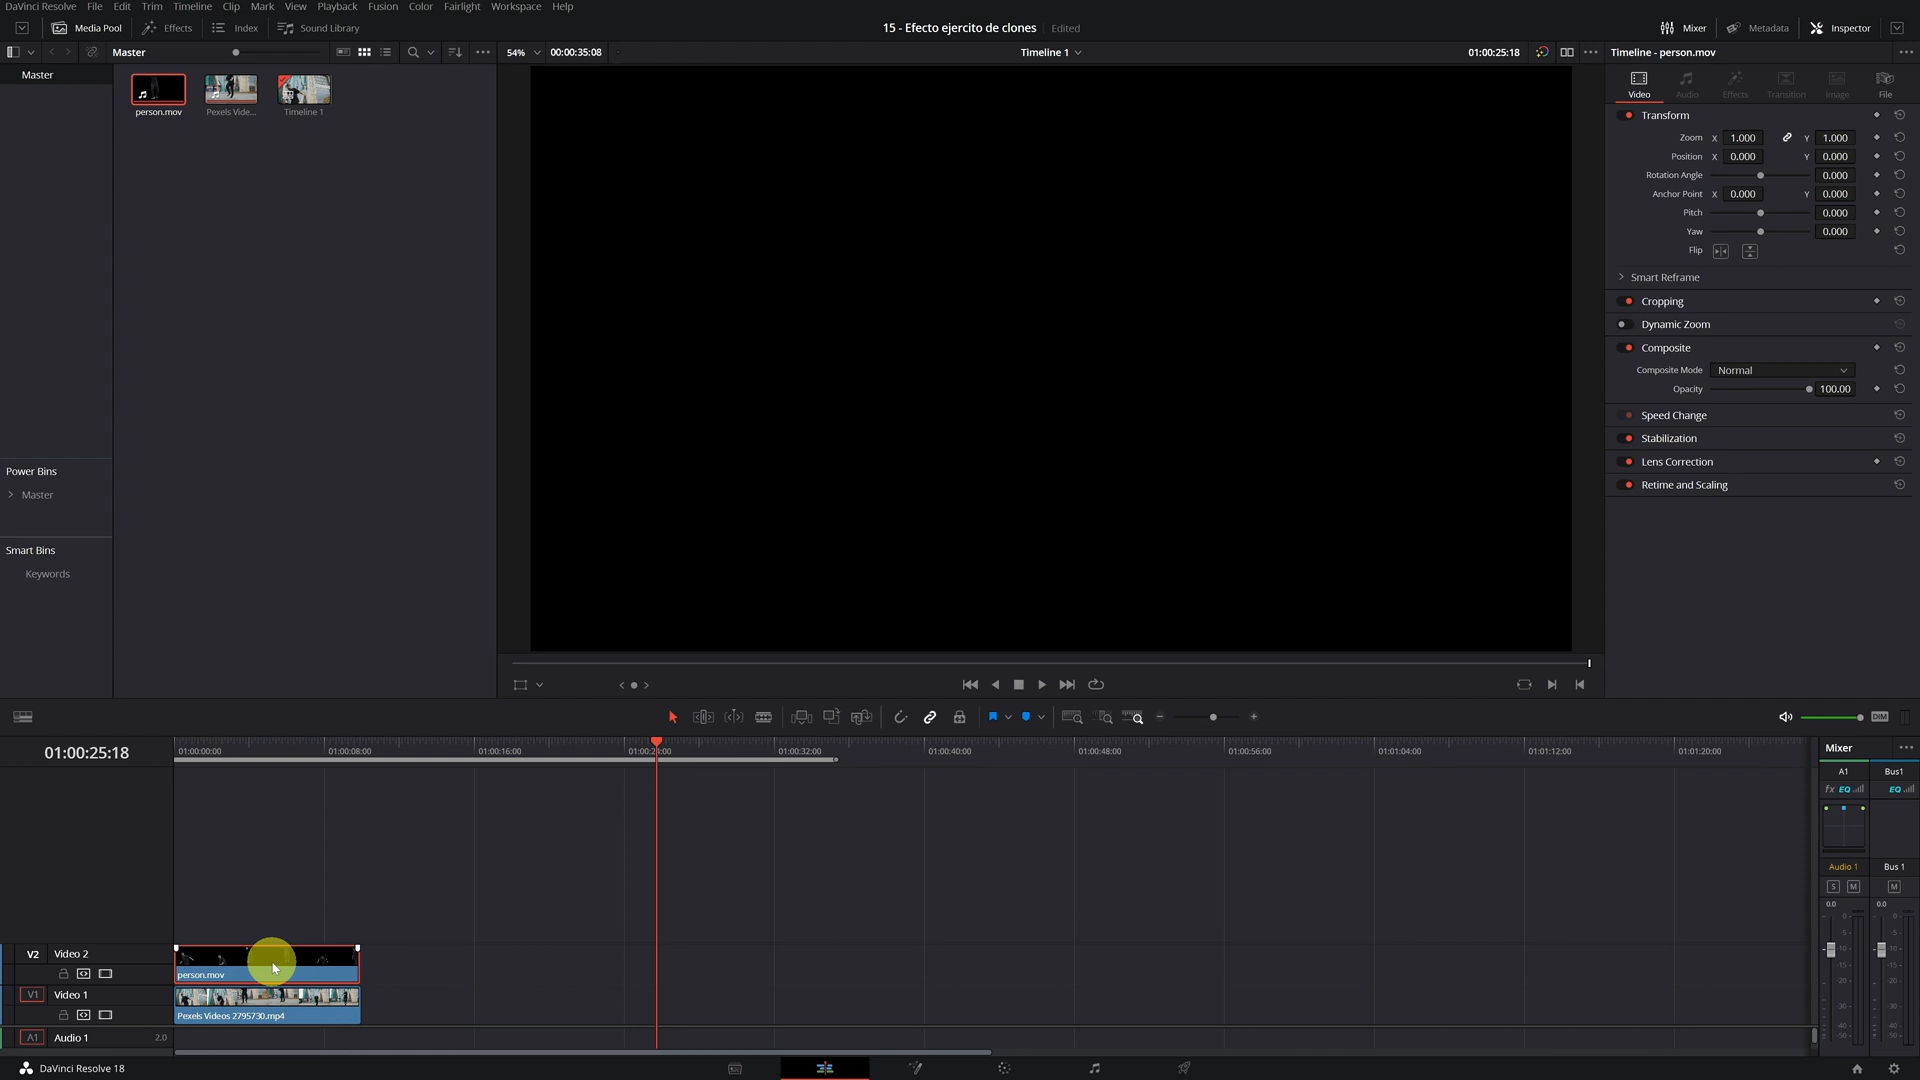 DaVinci Resolve File Edit Trim Timeline Clip Mark View Playback Fusion Color Fairlight Workspace Help
Media Pool Effects Index Sound Library 15 - Efecto ejercito de clones Edited Mixer Metadata Inspector
Master 54% 00:00:35:08 Timeline 1 01:00:25:18 Timeline - person.mov
Master
person.mov Pexels Vide... Timeline 1
Video Audio Effects Transition Image File
Transform
Zoom X 1.000 Y 1.000
Position X 0.000 Y 0.000
Rotation Angle 0.000
Anchor Point X 0.000 Y 0.000
Pitch 0.000
Yaw 0.000
Flip
Smart Reframe
Cropping
Dynamic Zoom
Composite
Composite Mode Normal
Opacity 100.00
Speed Change
Stabilization
Lens Correction
Retime and Scaling
Power Bins
Master
Smart Bins
Keywords
DIM
01:00:25:18 01:00:00:00 01:00:08:00 01:00:16:00 01:00:32:00 01:00:40:00 01:00:48:00 01:00:56:00 01:01:04:00 01:01:12:00 01:01:20:00
Mixer
A1 Bus1
fx EQ EQ
Audio 1 Bus 1
S M M
0.0 0.0
V2 Video 2
person.mov
V1 Video 1
Pexels Videos 2795730.mp4
A1 Audio 1 2.0
DaVinci Resolve 18